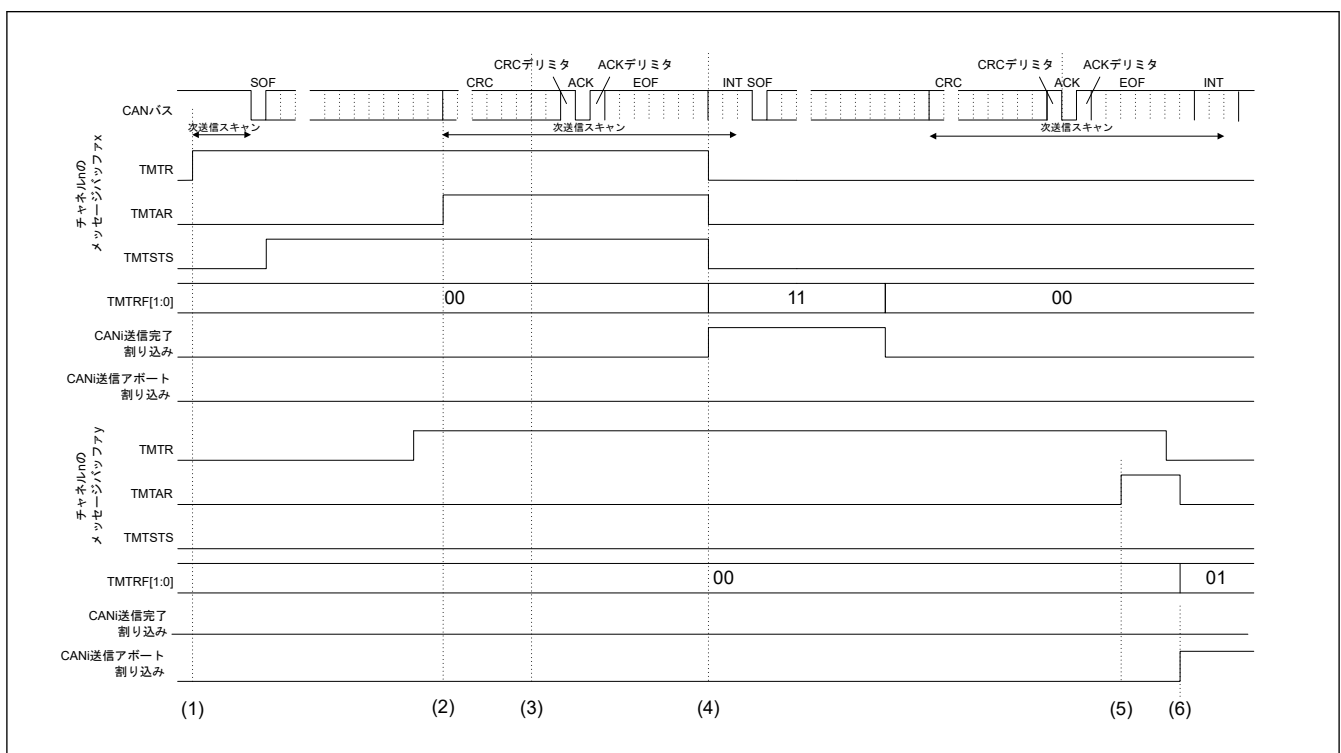 CRCデリミタ ACKデリミタ CRCデリミタ ACKデリミタ
SOF CRC ACK EOF INT SOF CRC ACK EOF INT
CANバス
次送信スキャン 次送信スキャン 次送信スキャン
チャネルnの
メッセージバッファx
TMTR
TMTAR
TMTSTS
TMTRF[1:0] 00 11 00
CANi送信完了
割り込み
CANi送信アボート
割り込み
チャネルnの
メッセージバッファy
TMTR
TMTAR
TMTSTS
TMTRF[1:0] 00 01
CANi送信完了
割り込み
CANi送信アボート
割り込み
(1) (2) (3) (4) (5) (6)